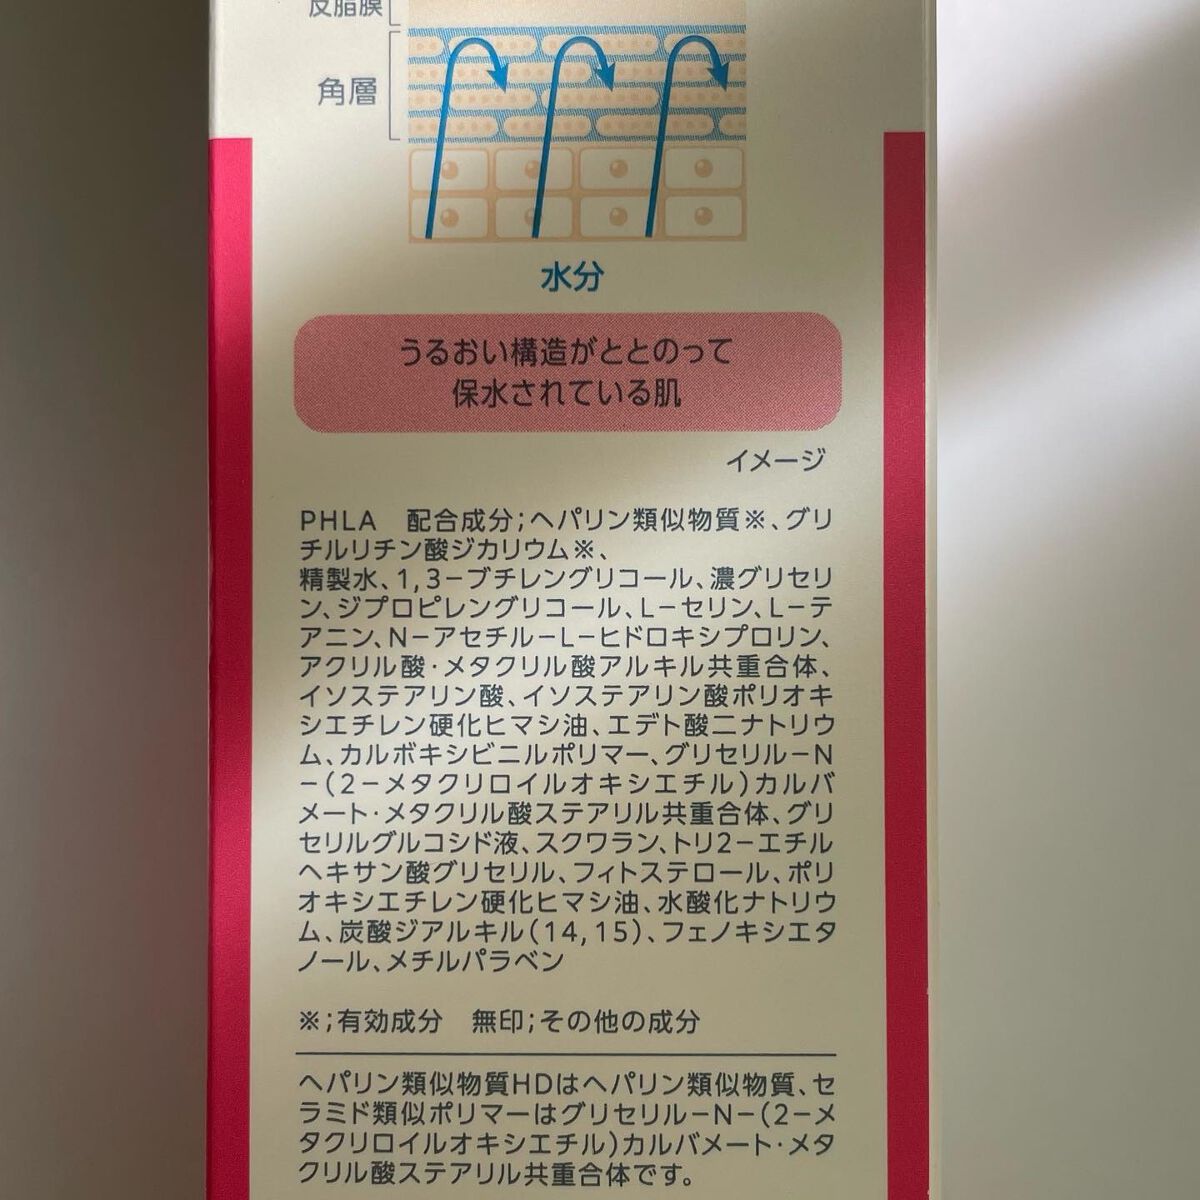 皮脂膜
角層
水分
うるおい構造がととのって
保水されている肌
イメージ
PHLA　配合成分;ヘパリン類似物質※、グリ
チルリチン酸ジカリウム※、
精製水、1,3−ブチレングリコール、濃グリセリ
ン、ジプロピレングリコール、L−セリン、L−テ
アニン、N−アセチル−L−ヒドロキシプロリン、
アクリル酸・メタクリル酸アルキル共重合体、
イソステアリン酸、イソステアリン酸ポリオキ
シエチレン硬化ヒマシ油、エデト酸二ナトリウ
ム、カルボキシビニルポリマー、グリセリル−N
−(2−メタクリロイルオキシエチル)カルバ
メート・メタクリル酸ステアリル共重合体、グリ
セリルグルコシド液、スクワラン、トリ2−エチル
ヘキサン酸グリセリル、フィトステロール、ポリ
オキシエチレン硬化ヒマシ油、水酸化ナトリウ
ム、炭酸ジアルキル(14,15)、フェノキシエタ
ノール、メチルパラベン
※;有効成分　無印;その他の成分
ヘパリン類似物質HDはヘパリン類似物質、セ
ラミド類似ポリマーはグリセリル−N−(2−メ
タクリロイルオキシエチル)カルバメート・メタ
クリル酸ステアリル共重合体です。